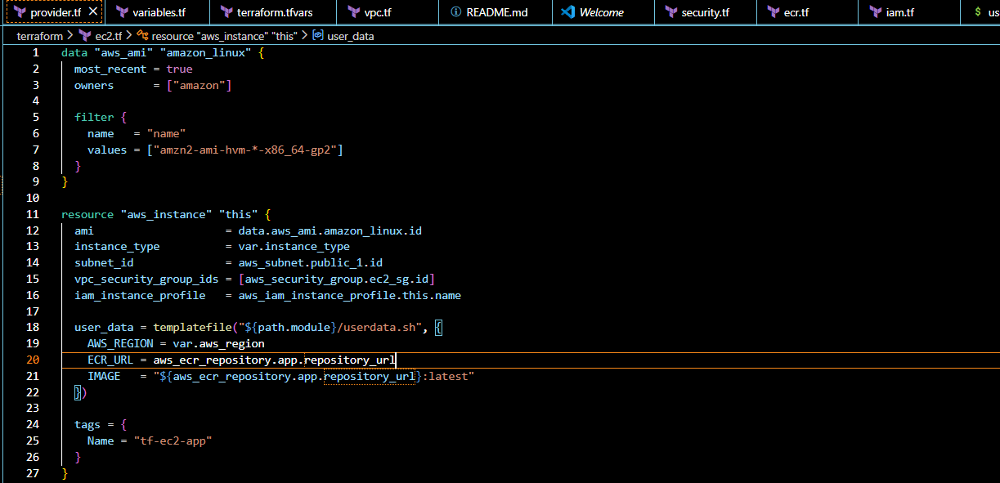 provider.tf variables.tf terraform.tfvars vpc.tf README.md Welcome security.tf ecr.tf iam.tf $ us
terraform > ec2.tf > resource "aws_instance" "this" > user_data
1 data "aws_ami" "amazon_linux" {
2 most_recent = true
3 owners      = ["amazon"]
4
5 filter {
6 name   = "name"
7 values = ["amzn2-ami-hvm-*-x86_64-gp2"]
8 }
9 }
10
11 resource "aws_instance" "this" {
12 ami                    = data.aws_ami.amazon_linux.id
13 instance_type          = var.instance_type
14 subnet_id              = aws_subnet.public_1.id
15 vpc_security_group_ids = [aws_security_group.ec2_sg.id]
16 iam_instance_profile   = aws_iam_instance_profile.this.name
17
18 user_data = templatefile("${path.module}/userdata.sh", {
19 AWS_REGION = var.aws_region
20 ECR_URL = aws_ecr_repository.app.repository_url
21 IMAGE   = "${aws_ecr_repository.app.repository_url}:latest"
22 })
23
24 tags = {
25 Name = "tf-ec2-app"
26 }
27 }